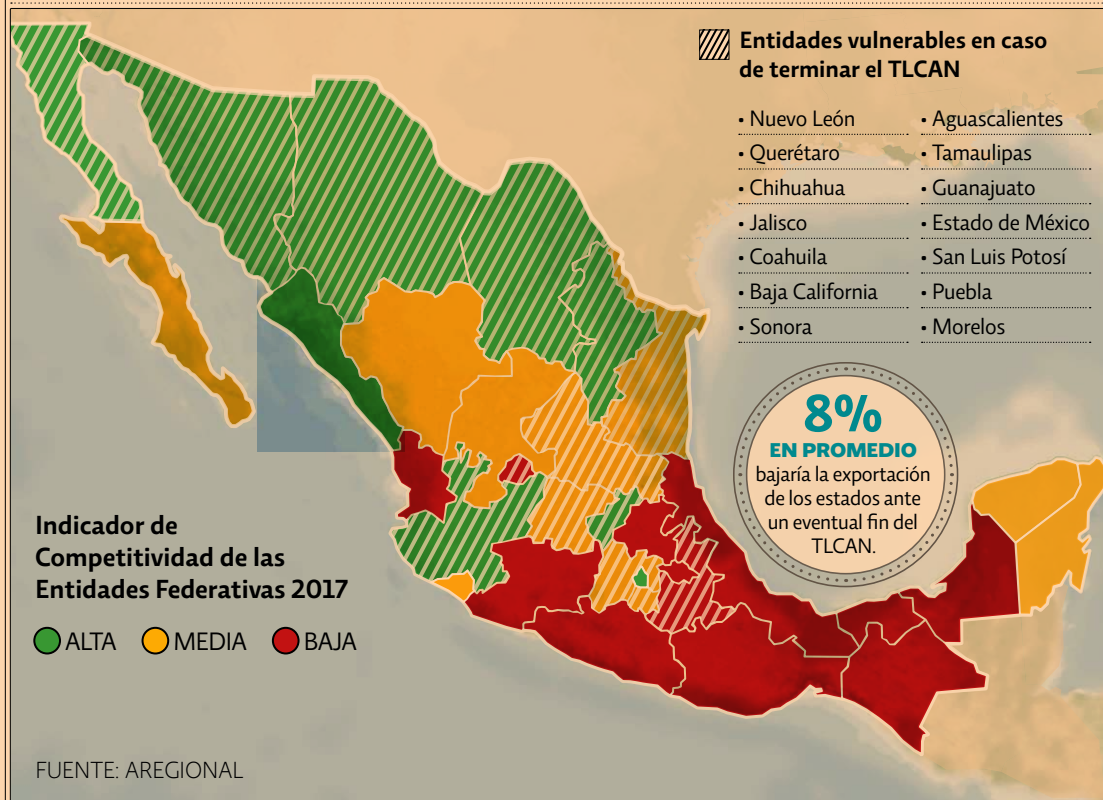 Entidades vulnerables en caso
de terminar el TLCAN
• Nuevo León
• Querétaro
• Chihuahua
• Jalisco
• Coahuila
• Baja California
• Sonora
• Aguascalientes
• Tamaulipas
• Guanajuato
• Estado de México
• San Luis Potosí
• Puebla
• Morelos
8%
EN PROMEDIO
bajaría la exportación
de los estados ante
un eventual fin del
TLCAN.
Indicador de
Competitividad de las
Entidades Federativas 2017
ALTA MEDIA BAJA
FUENTE: AREGIONAL